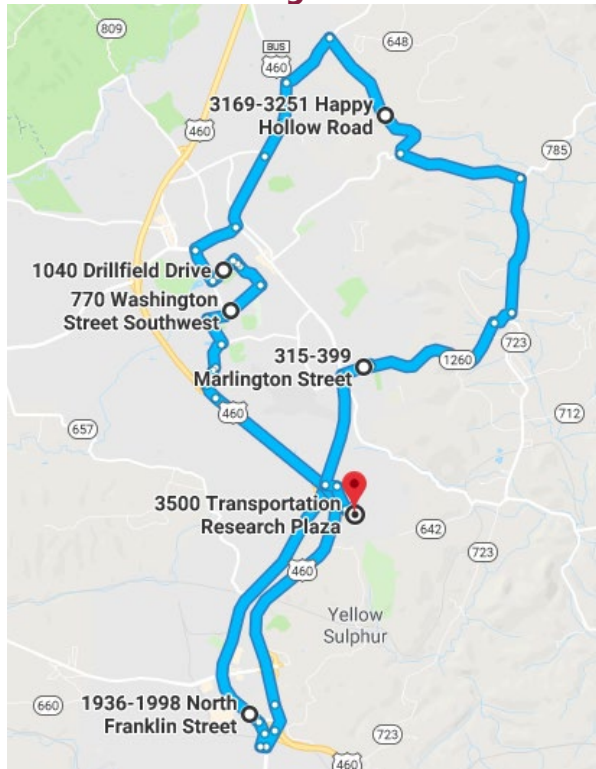 809
BUS
460
648
3169-3251 Happy
Hollow Road
460
785
1040 Drillfield Drive
770 Washington
Street Southwest
315-399
Marlington Street
1260
723
460
657
712
3500 Transportation
Research Plaza
642
723
460
Yellow
Sulphur
1936-1998 North
Franklin Street
660
723
460